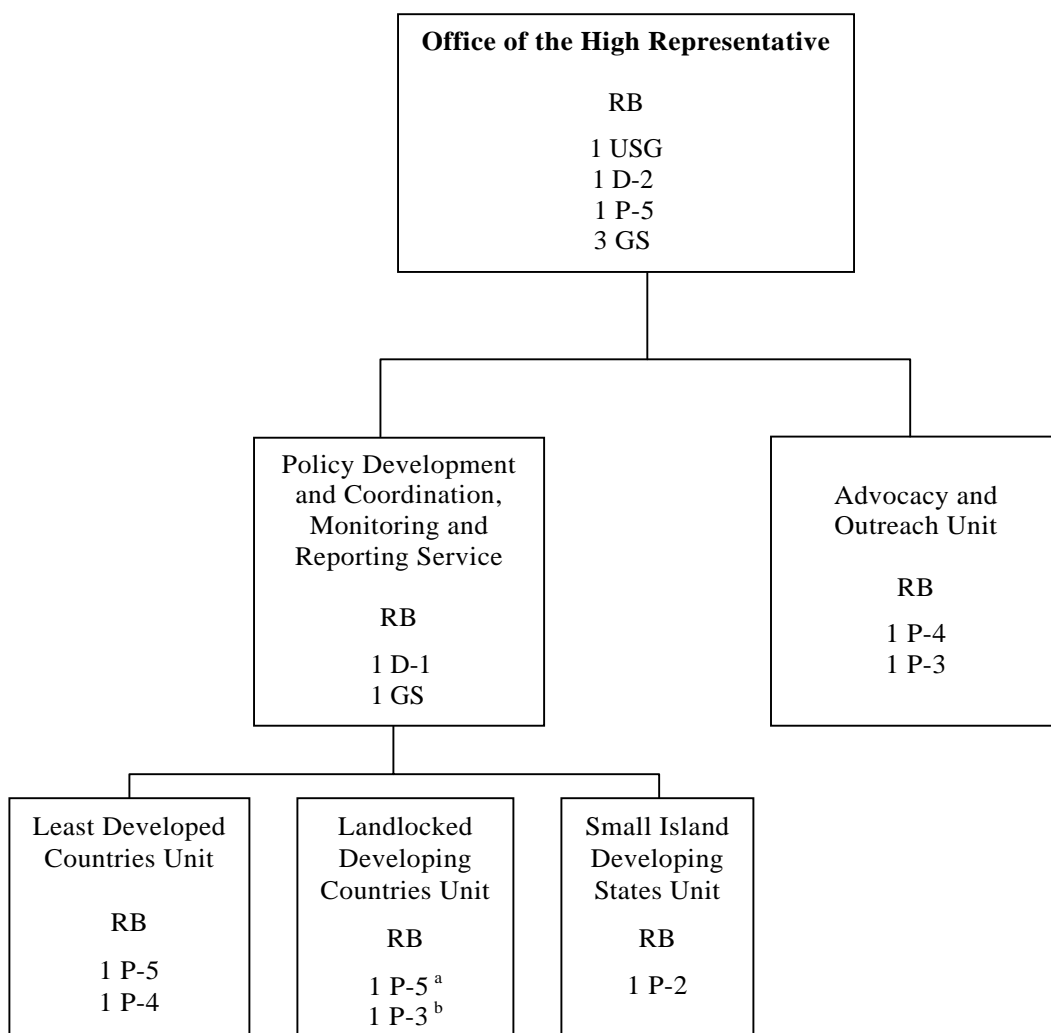 Office of the High Representative
RB
1 USG
1 D-2
1 P-5
3 GS
Policy Development
and Coordination,
Monitoring and
Reporting Service
RB
1 D-1
1 GS
Advocacy and
Outreach Unit
RB
1 P-4
1 P-3
Least Developed
Countries Unit
RB
1 P-5
1 P-4
Landlocked
Developing
Countries Unit
RB
1 P-5 a
1 P-3 b
Small Island
Developing
States Unit
RB
1 P-2